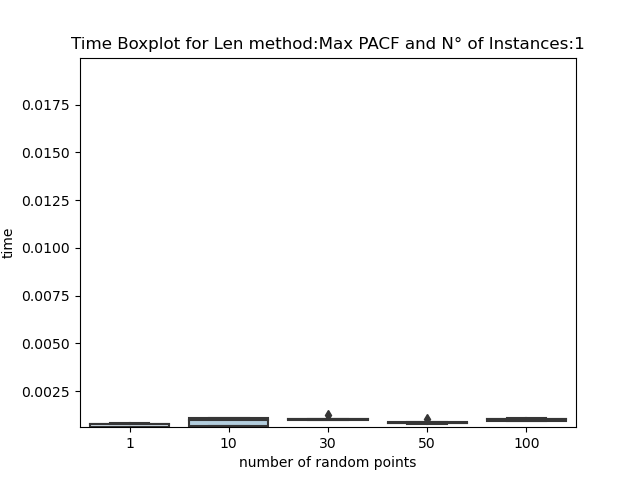 Time Boxplot for Len method:Max PACF and N° of Instances:1
0.0175
0.0150
0.0125
0.0100
0.0075
0.0050
0.0025
time
1 10 30 50 100
number of random points